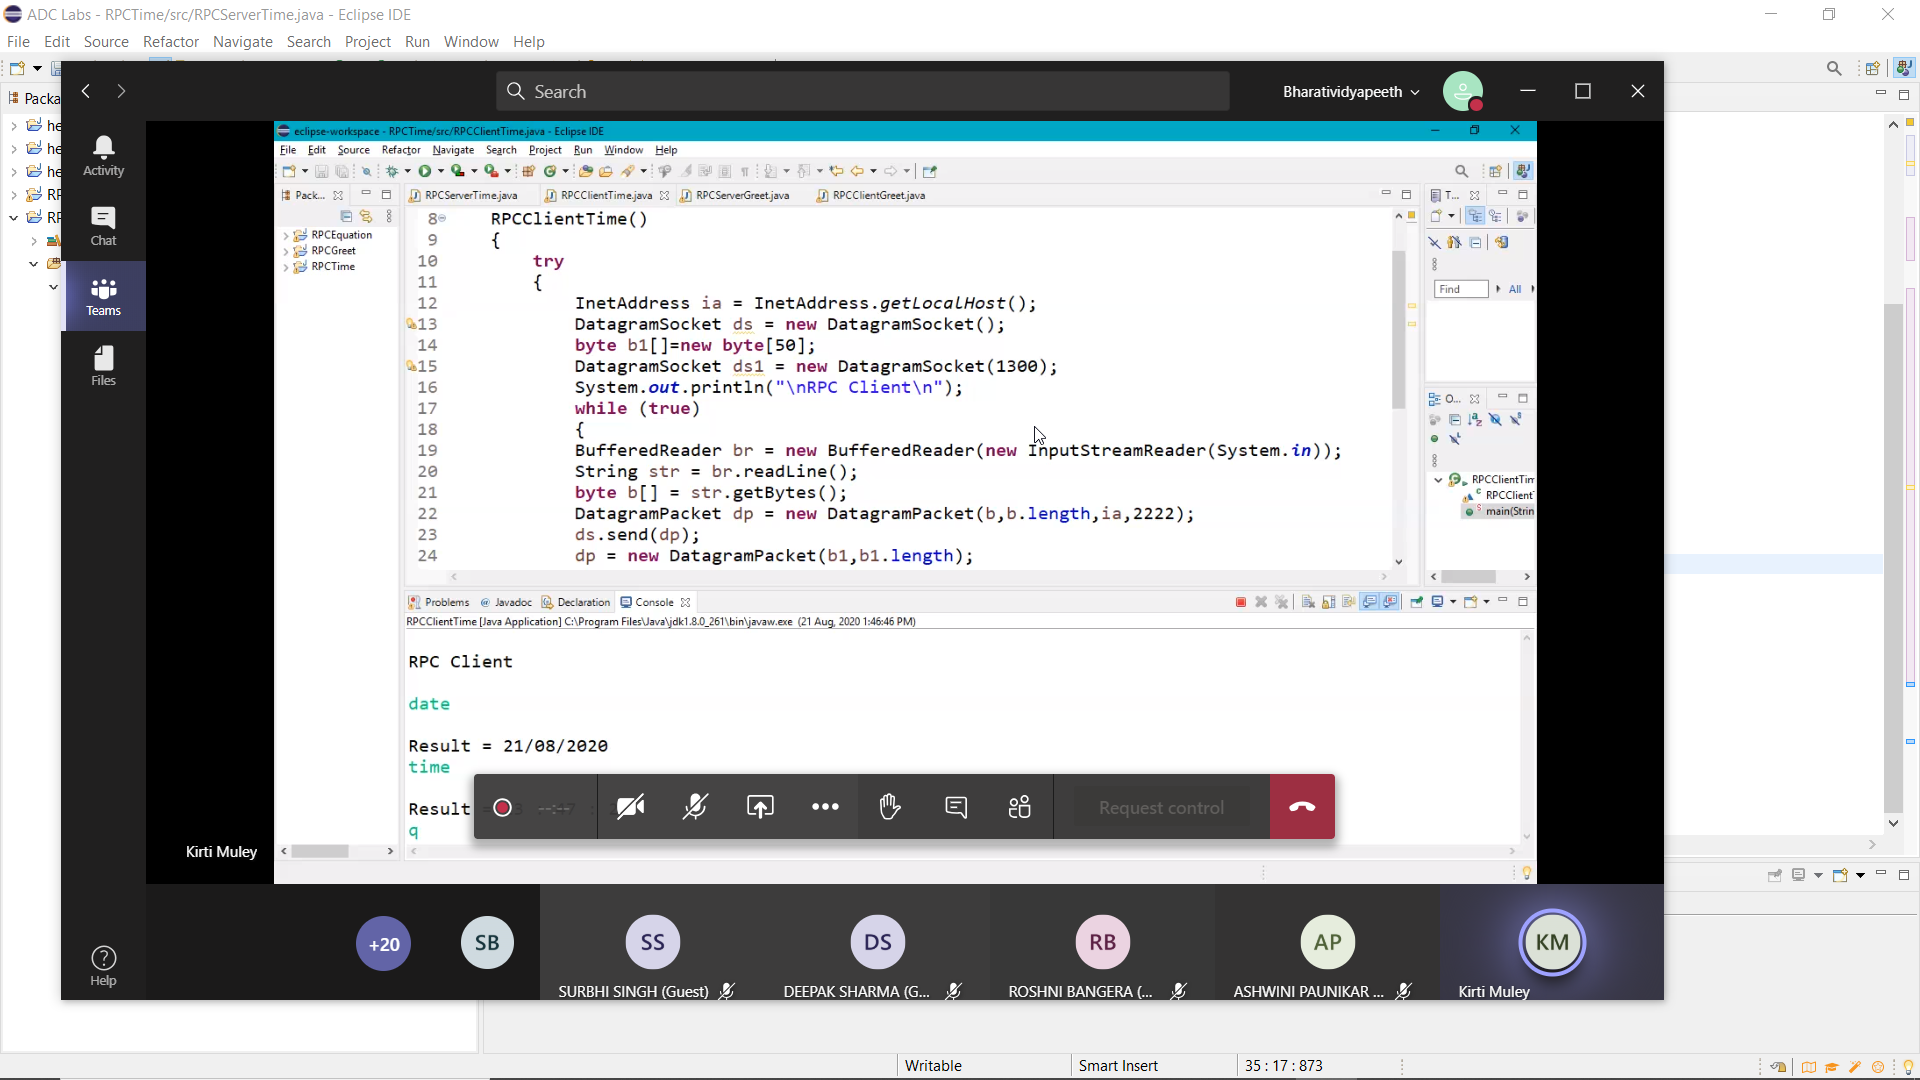 ADC Labs - RPCTime/src/RPCServerTime.java - Eclipse IDE
File Edit Source Refactor Navigate Search Project Run Window Help
Packa
he
he
he
RP
RP
Search
Bharatividyapeeth
Activity
Chat
Teams
Files
Help
eclipse-workspace - RPCTime/src/RPCClientTime.java - Eclipse IDE
File Edit Source Refactor Navigate Search Project Run Window Help
Pack...
RPCServerTime.java RPCClientTime.java RPCServerGreet.java RPCClientGreet.java
T...
RPCEquation
RPCGreet
RPCTime
8 RPCClientTime()
9 {
10 try
11 {
12 InetAddress ia = InetAddress.getLocalHost();
13 DatagramSocket ds = new DatagramSocket();
14 byte b1[]=new byte[50];
15 DatagramSocket ds1 = new DatagramSocket(1300);
16 System.out.println("\nRPC Client\n");
17 while (true)
18 {
19 BufferedReader br = new BufferedReader(new InputStreamReader(System.in));
20 String str = br.readLine();
21 byte b[] = str.getBytes();
22 DatagramPacket dp = new DatagramPacket(b,b.length,ia,2222);
23 ds.send(dp);
24 dp = new DatagramPacket(b1,b1.length);
Find All
O...
RPCClientTim
RPCClient
main(Strin
Problems @ Javadoc Declaration Console
RPCClientTime [Java Application] C:\Program Files\Java\jdk1.8.0_261\bin\javaw.exe (21 Aug, 2020 1:46:46 PM)
RPC Client
date
Result = 21/08/2020
time
Result
q
--:--
Request control
Kirti Muley
+20
SB
SS
DS
RB
AP
KM
SURBHI SINGH (Guest)
DEEPAK SHARMA (G...
ROSHNI BANGERA (...
ASHWINI PAUNIKAR ...
Kirti Muley
Writable Smart Insert 35 : 17 : 873